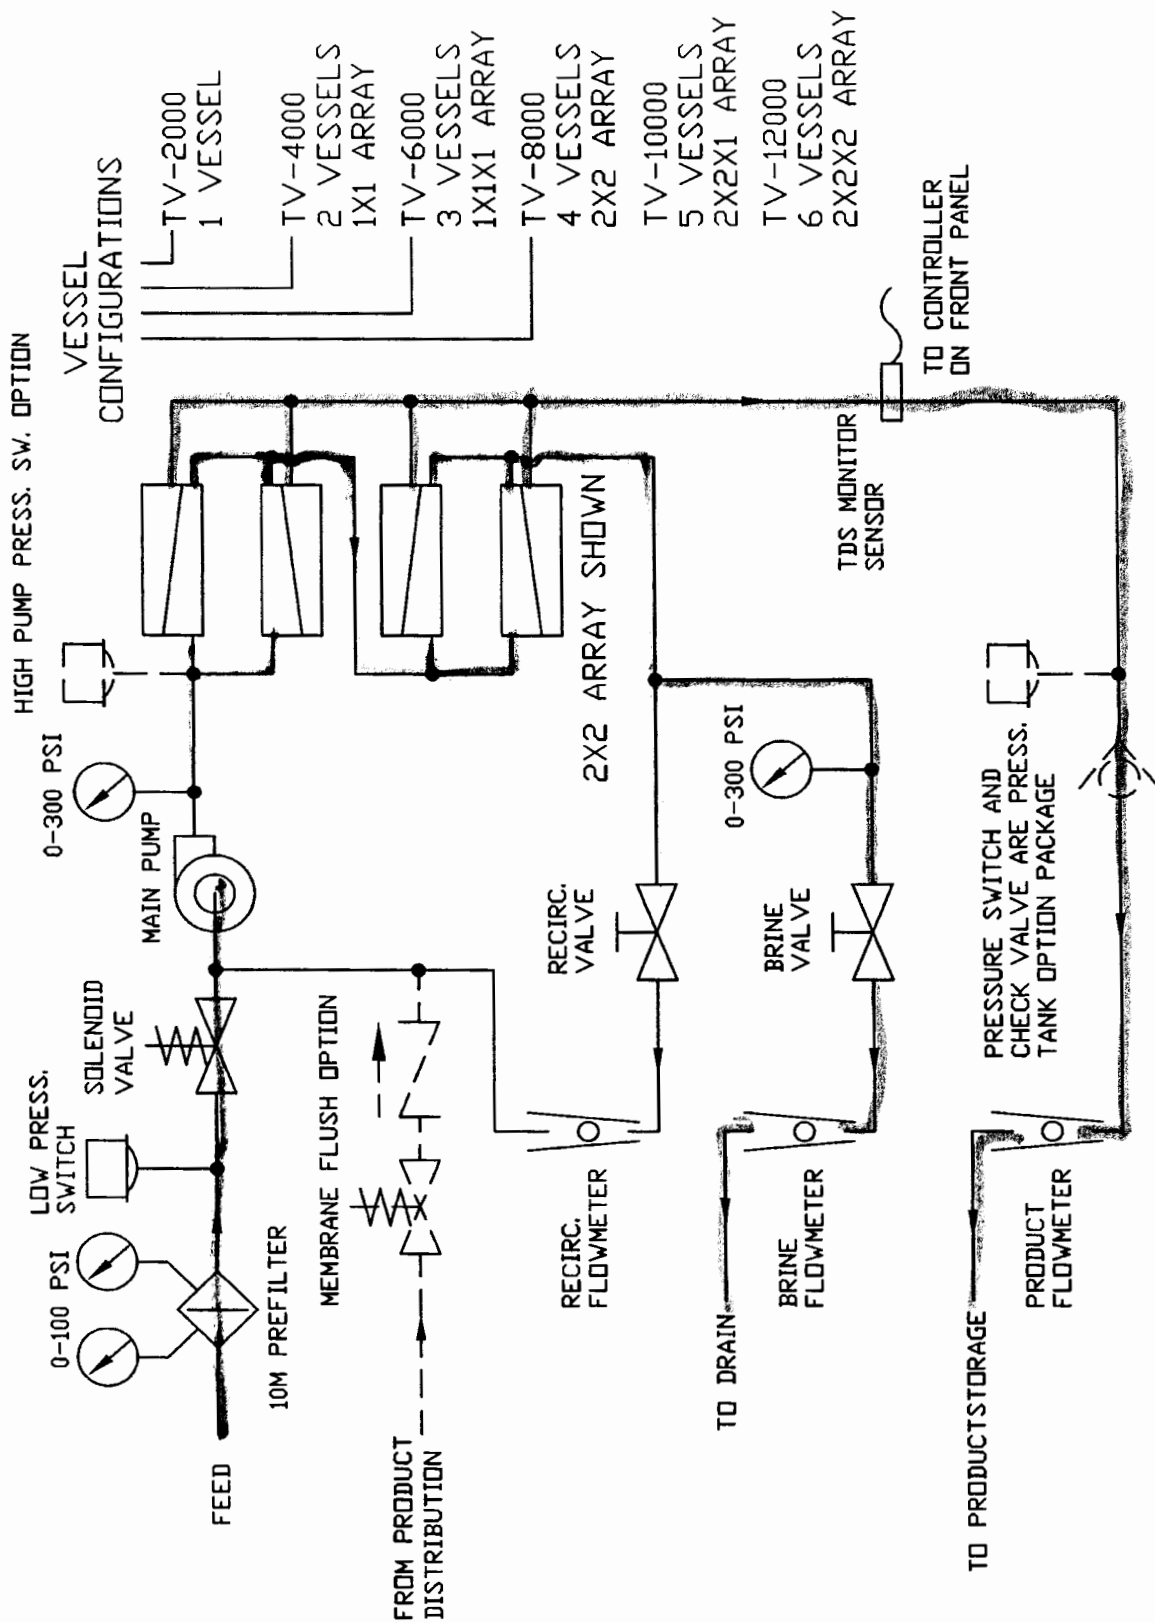 HIGH PUMP PRESS. SW. OPTION
VESSEL
CONFIGURATIONS
TV-2000
1 VESSEL
TV-4000
2 VESSELS
1X1 ARRAY
TV-6000
3 VESSELS
1X1X1 ARRAY
TV-8000
4 VESSELS
2X2 ARRAY
TV-10000
5 VESSELS
2X2X1 ARRAY
TV-12000
6 VESSELS
2X2X2 ARRAY
0-300 PSI
MAIN PUMP
SOLENOID
VALVE
LOW PRESS.
SWITCH
0-100 PSI
10M PREFILTER
FEED
MEMBRANE FLUSH OPTION
FROM PRODUCT
DISTRIBUTION
2X2 ARRAY SHOWN
RECIRC.
VALVE
RECIRC.
FLOWMETER
0-300 PSI
BRINE
VALVE
BRINE
FLOWMETER
TO DRAIN
TDS MONITOR
SENSOR
TO CONTROLLER
ON FRONT PANEL
PRESSURE SWITCH AND
CHECK VALVE ARE PRESS.
TANK OPTION PACKAGE
PRODUCT
FLOWMETER
TO PRODUCTSTORAGE